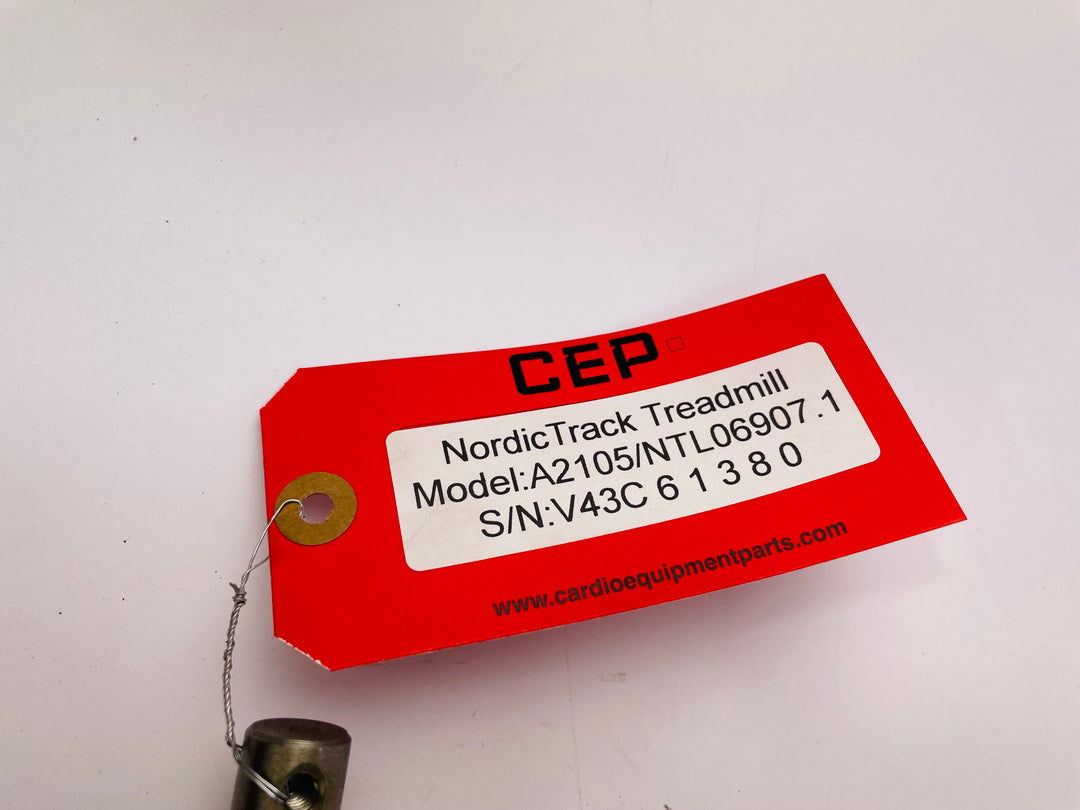 CEP
NordicTrack Treadmill
Model:A2105/NTL06907.1
S/N:V43C 6 1 3 8 0
www.cardioequipmentparts.com